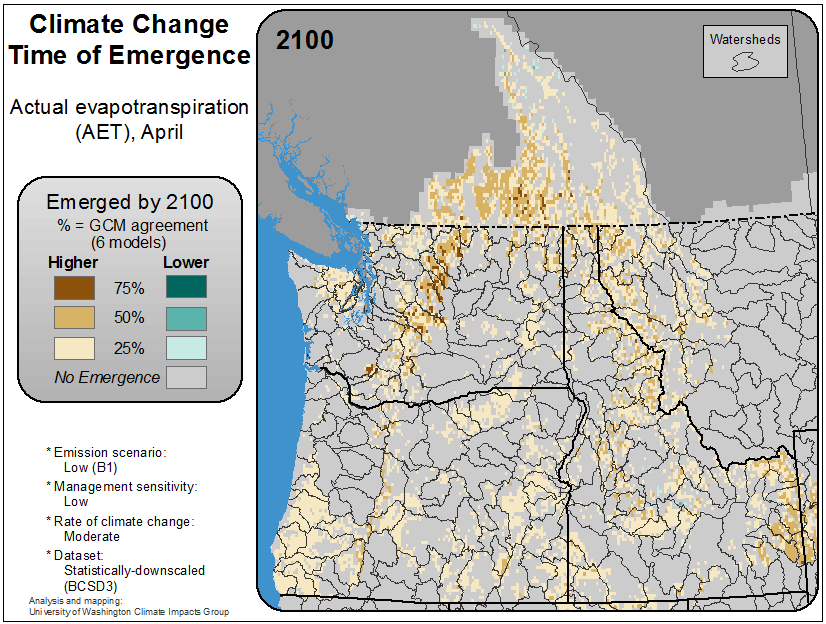 Climate Change
Time of Emergence
Actual evapotranspiration
(AET), April
Emerged by 2100
% = GCM agreement
(6 models)
Higher Lower
75%
50%
25%
No Emergence
* Emission scenario:
Low (B1)
* Management sensitivity:
Low
* Rate of climate change:
Moderate
* Dataset:
Statistically-downscaled
(BCSD3)
Analysis and mapping:
University of Washington Climate Impacts Group
2100
Watersheds